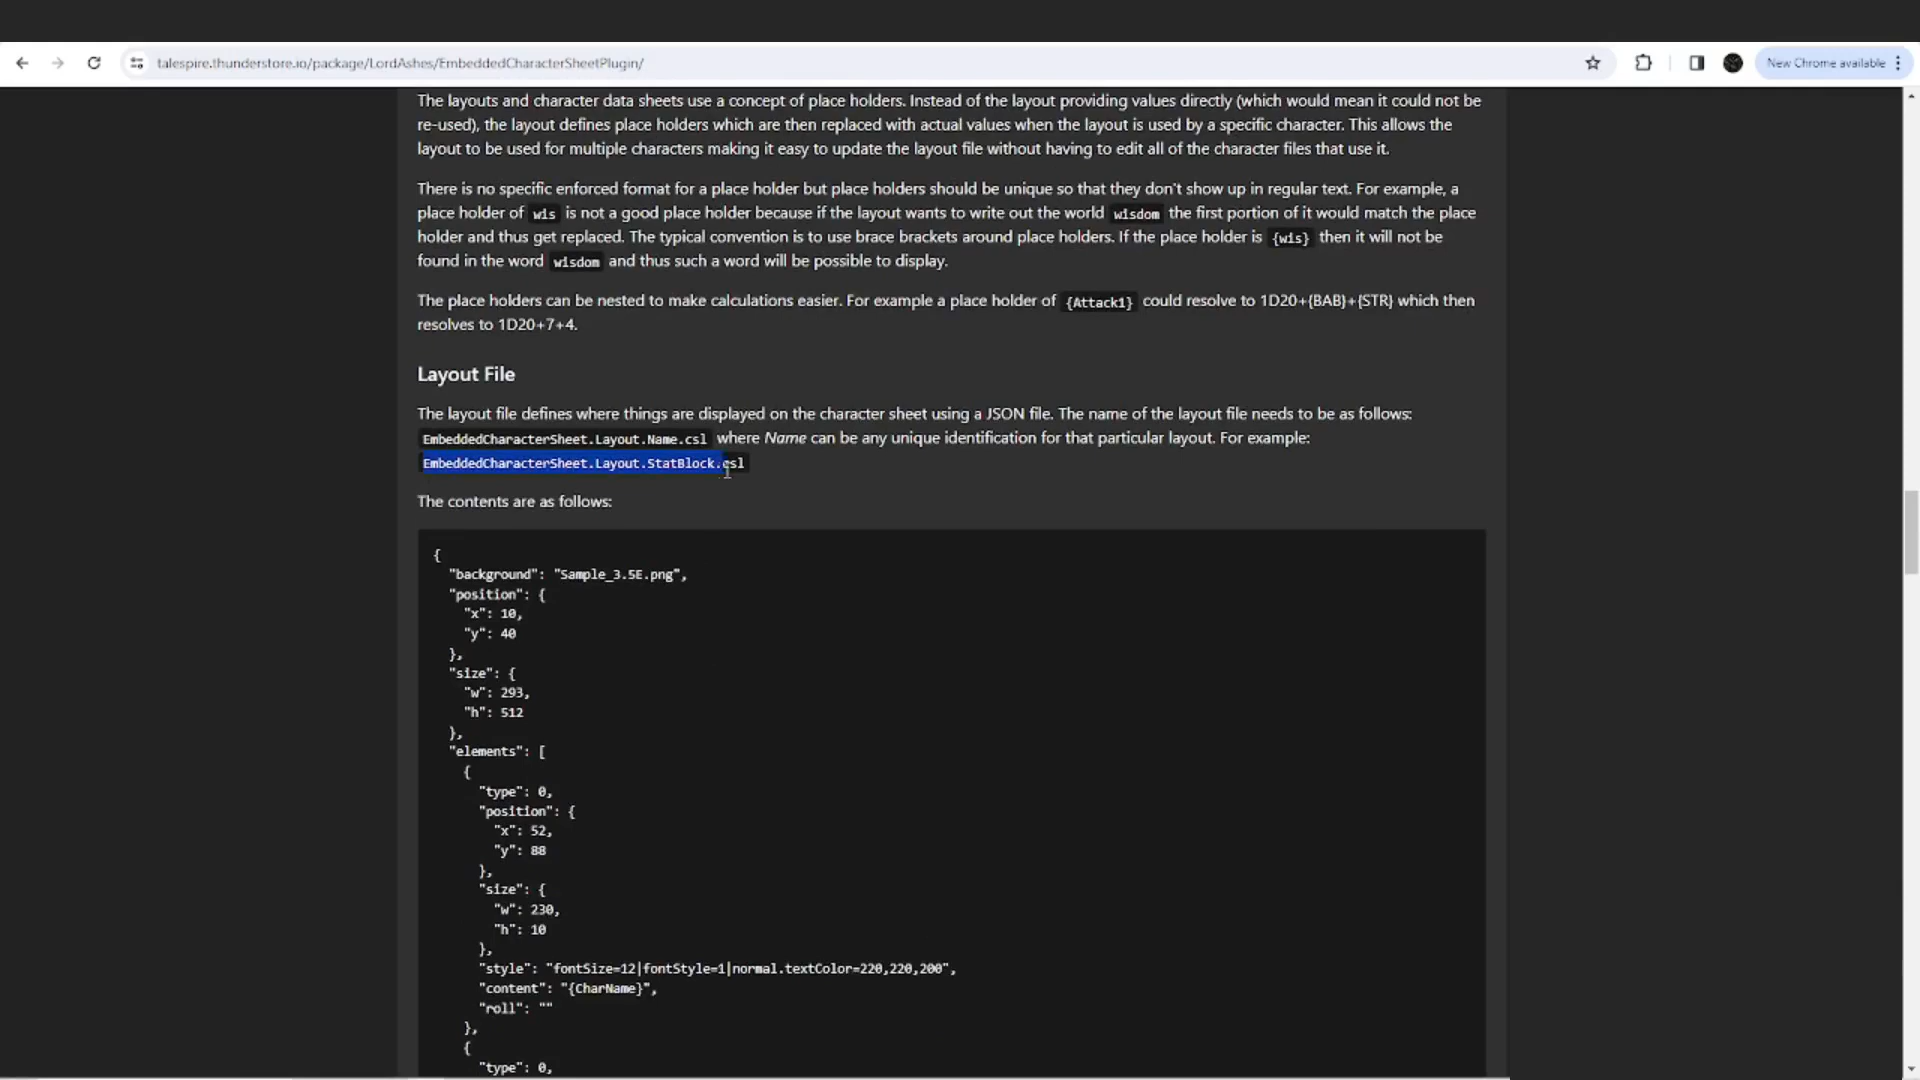 talespire.thunderstore.io/package/LordAshes/EmbeddedCharacterSheetPlugin/
New Chrome available
The layouts and character data sheets use a concept of place holders. Instead of the layout providing values directly (which would mean it could not be
re-used), the layout defines place holders which are then replaced with actual values when the layout is used by a specific character. This allows the
layout to be used for multiple characters making it easy to update the layout file without having to edit all of the character files that use it.
There is no specific enforced format for a place holder but place holders should be unique so that they don't show up in regular text. For example, a
place holder of wis is not a good place holder because if the layout wants to write out the world wisdom the first portion of it would match the place
holder and thus get replaced. The typical convention is to use brace brackets around place holders. If the place holder is {wis} then it will not be
found in the word wisdom and thus such a word will be possible to display.
The place holders can be nested to make calculations easier. For example a place holder of {Attack1} could resolve to 1D20+{BAB}+{STR} which then
resolves to 1D20+7+4.
Layout File
The layout file defines where things are displayed on the character sheet using a JSON file. The name of the layout file needs to be as follows:
EmbeddedCharacterSheet.Layout.Name.csl where Name can be any unique identification for that particular layout. For example:
EmbeddedCharacterSheet.Layout.StatBlock.csl
The contents are as follows:
{
"background": "Sample_3.5E.png",
"position": {
"x": 10,
"y": 40
},
"size": {
"w": 293,
"h": 512
},
"elements": [
{
"type": 0,
"position": {
"x": 52,
"y": 88
},
"size": {
"w": 230,
"h": 10
},
"style": "fontSize=12|fontStyle=1|normal.textColor=220,220,200",
"content": "{CharName}",
"roll": ""
},
{
"type": 0,